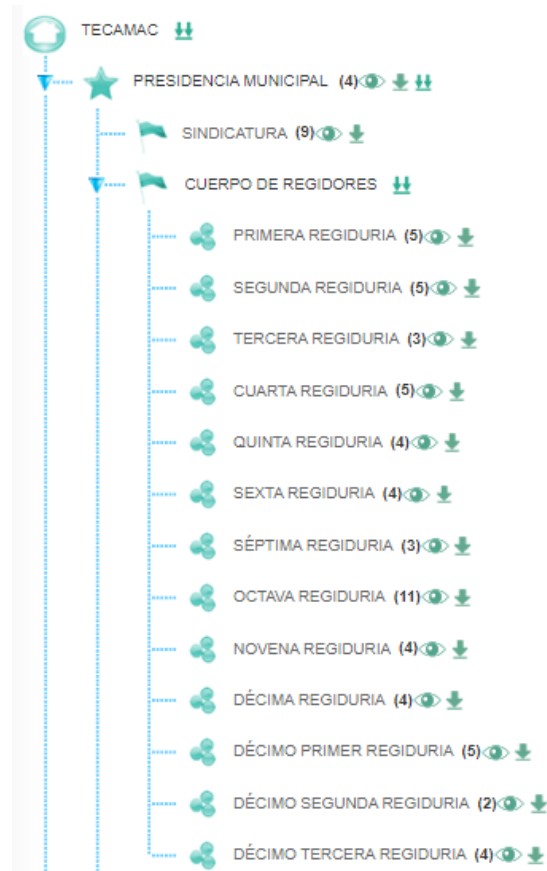 TECAMAC
PRESIDENCIA MUNICIPAL (4)
SINDICATURA (9)
CUERPO DE REGIDORES
PRIMERA REGIDURIA (5)
SEGUNDA REGIDURIA (5)
TERCERA REGIDURIA (3)
CUARTA REGIDURIA (5)
QUINTA REGIDURIA (4)
SEXTA REGIDURIA (4)
SÉPTIMA REGIDURIA (3)
OCTAVA REGIDURIA (11)
NOVENA REGIDURIA (4)
DÉCIMA REGIDURIA (4)
DÉCIMO PRIMER REGIDURIA (5)
DÉCIMO SEGUNDA REGIDURIA (2)
DÉCIMO TERCERA REGIDURIA (4)